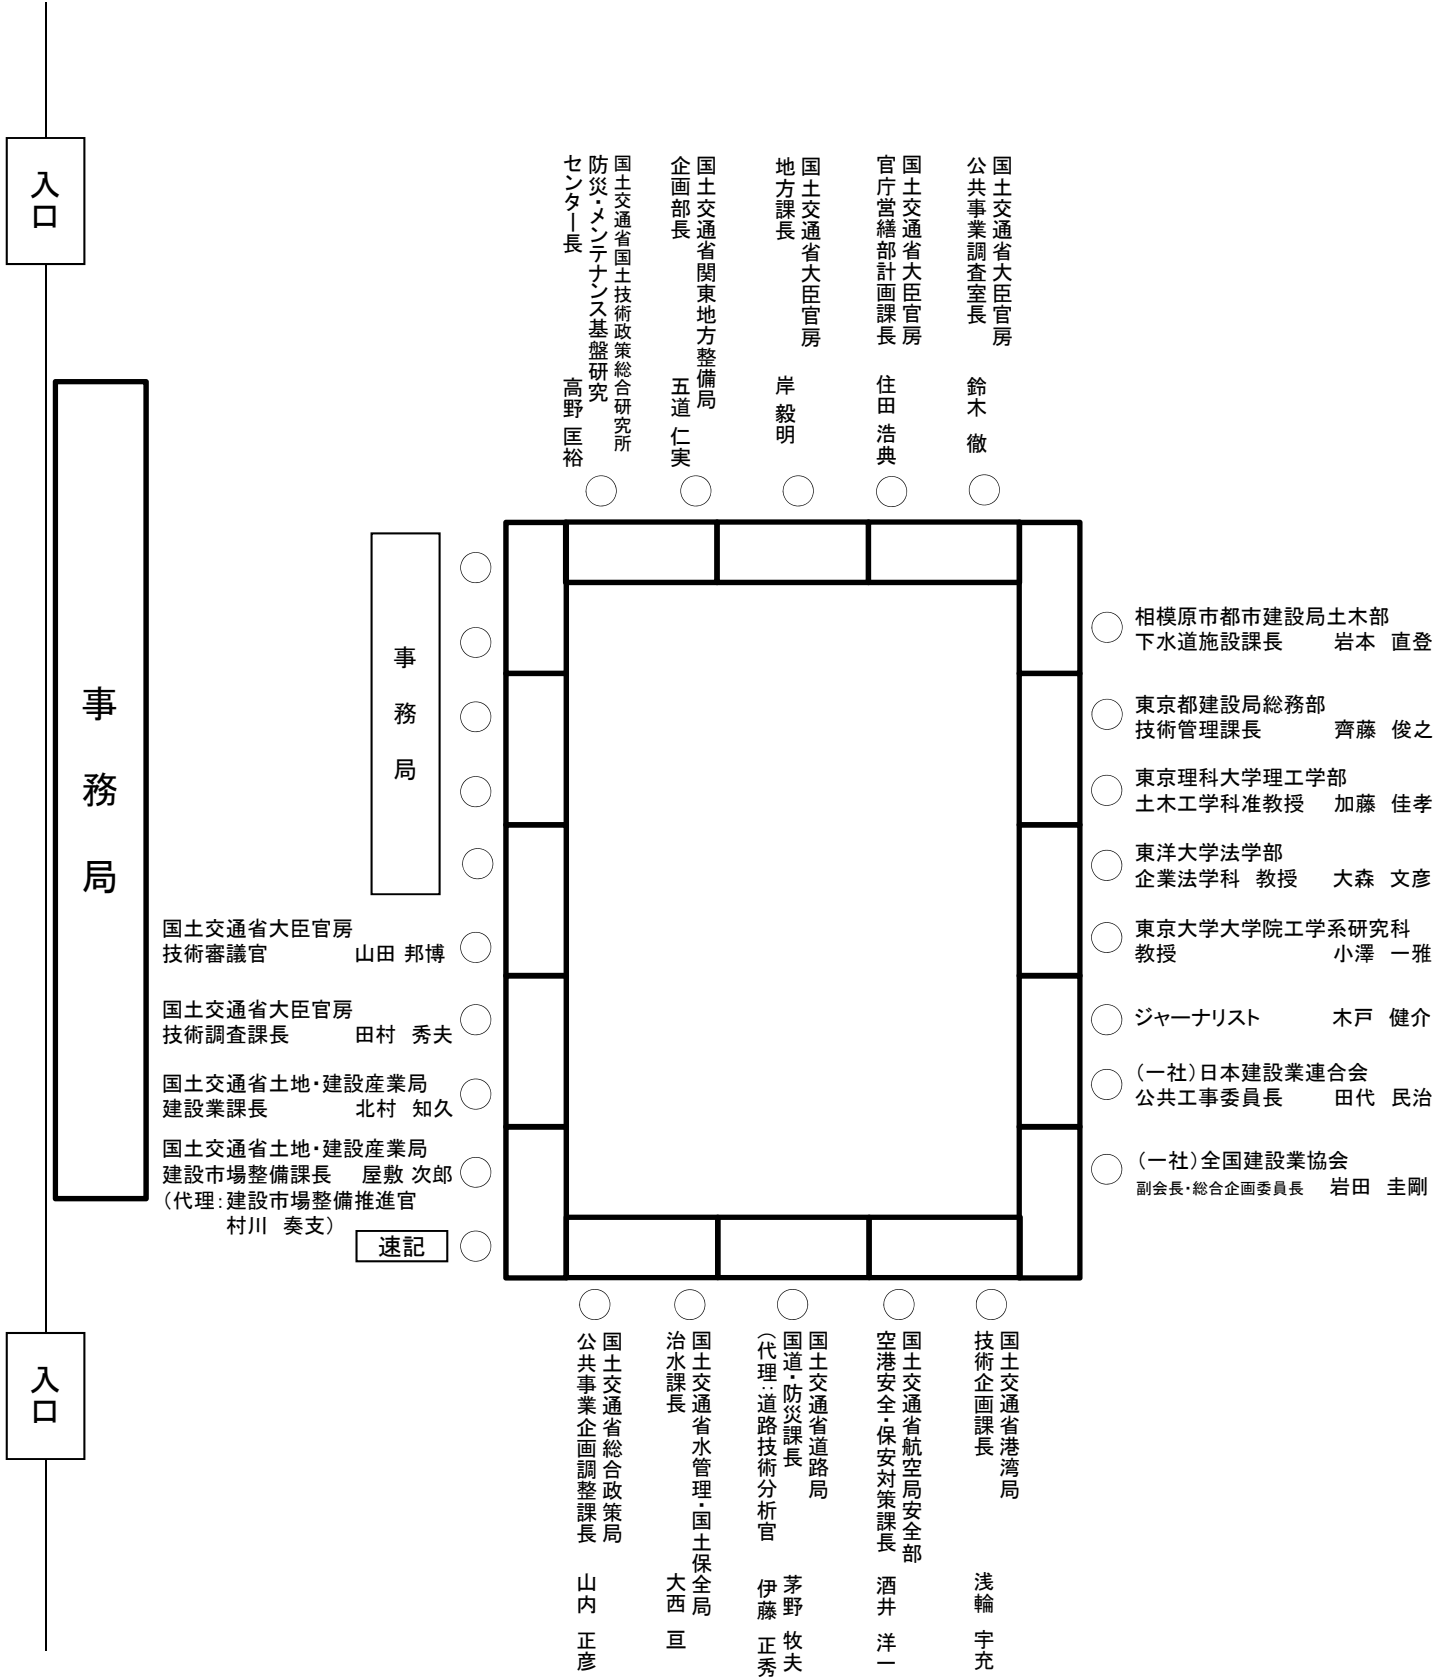 入口
国土交通省大臣官房
公共事業調査室長 鈴木 徹
国土交通省大臣官房
官庁営繕部計画課長 住田 浩典
国土交通省大臣官房
地方課長 岸 毅明
国土交通省関東地方整備局
企画部長 五道 仁実
国土交通省国土技術政策総合研究所
防災・メンテナンス基盤研究
センター長 高野 匡裕
事務局
事務局
相模原市都市建設局土木部
下水道施設課長 岩本 直登
東京都建設局総務部
技術管理課長 齊藤 俊之
東京理科大学理工学部
土木工学科准教授 加藤 佳孝
東洋大学法学部
企業法学科 教授 大森 文彦
東京大学大学院工学系研究科
教授 小澤 一雅
ジャーナリスト 木戸 健介
(一社)日本建設業連合会
公共工事委員長 田代 民治
(一社)全国建設業協会
副会長・総合企画委員長 岩田 圭剛
国土交通省大臣官房
技術審議官 山田 邦博
国土交通省大臣官房
技術調査課長 田村 秀夫
国土交通省土地・建設産業局
建設業課長 北村 知久
国土交通省土地・建設産業局
建設市場整備課長 屋敷 次郎
(代理:建設市場整備推進官
村川 奏支)
速記
入口
国土交通省港湾局
技術企画課長 浅輪 宇充
国土交通省航空局安全部
空港安全・保安対策課長 酒井 洋一
国土交通省道路局
国道・防災課長 茅野 牧夫
(代理:道路技術分析官 伊藤 正秀
国土交通省水管理・国土保全局
治水課長 大西 亘
国土交通省総合政策局
公共事業企画調整課長 山内 正彦